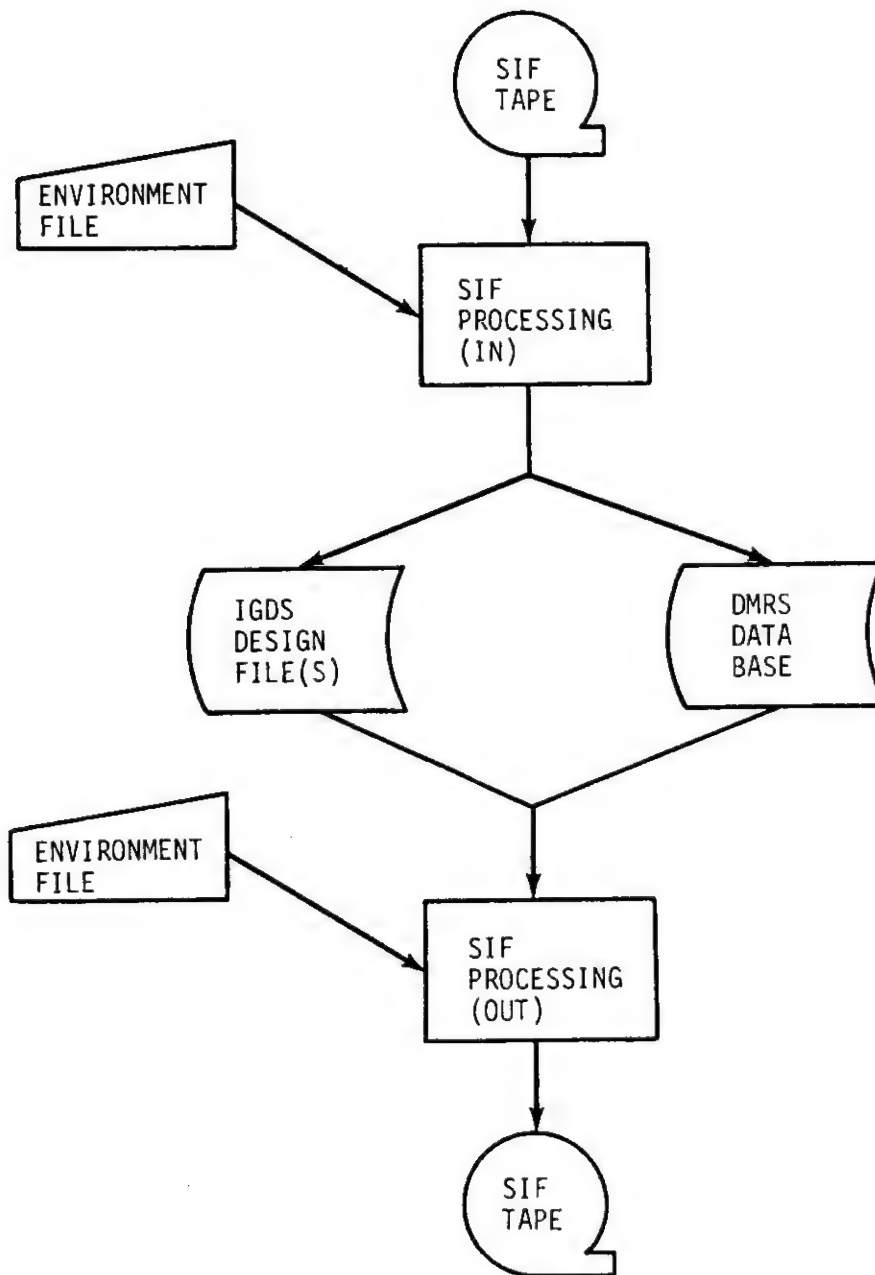 SIF
TAPE
ENVIRONMENT
FILE
SIF
PROCESSING
(IN)
IGDS
DESIGN
FILE(S)
DMRS
DATA
BASE
ENVIRONMENT
FILE
SIF
PROCESSING
(OUT)
SIF
TAPE